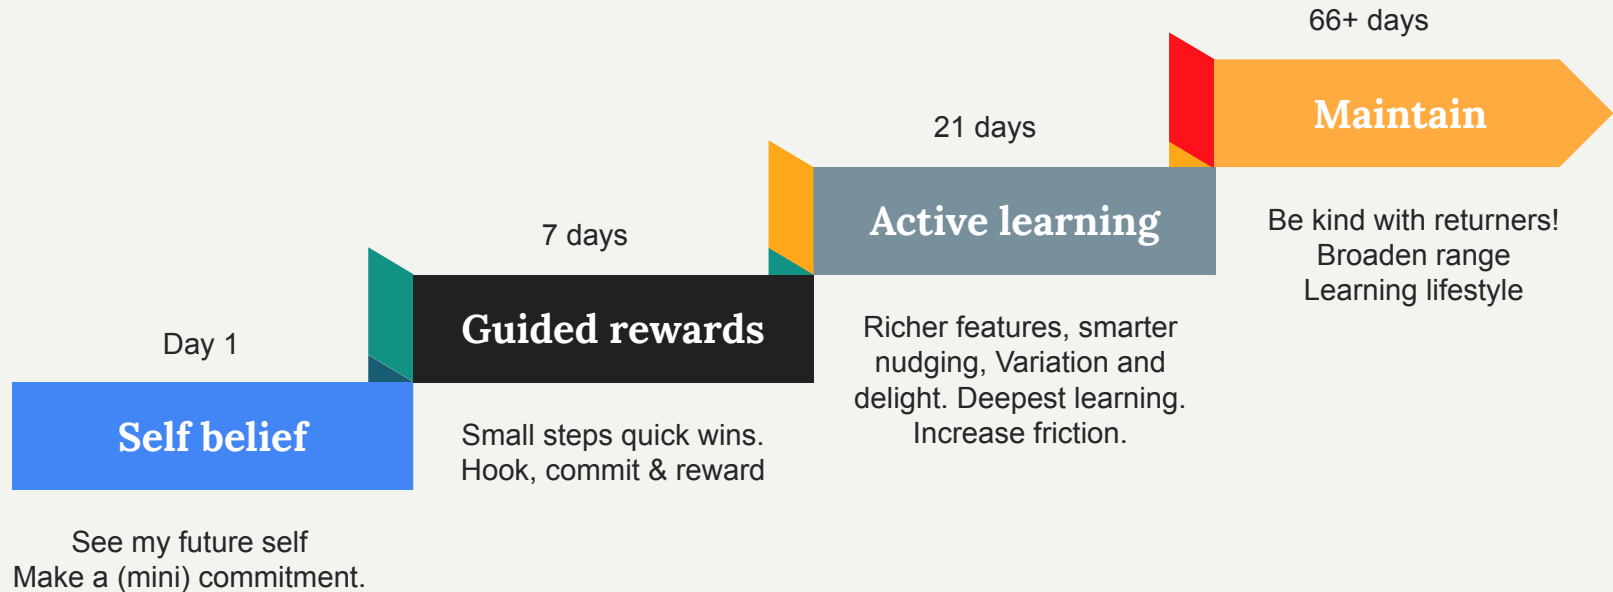 Day 1
Self belief
See my future self
Make a (mini) commitment.
7 days
Guided rewards
Small steps quick wins.
Hook, commit & reward
21 days
Active learning
Richer features, smarter
nudging, Variation and
delight. Deepest learning.
Increase friction.
66+ days
Maintain
Be kind with returners!
Broaden range
Learning lifestyle